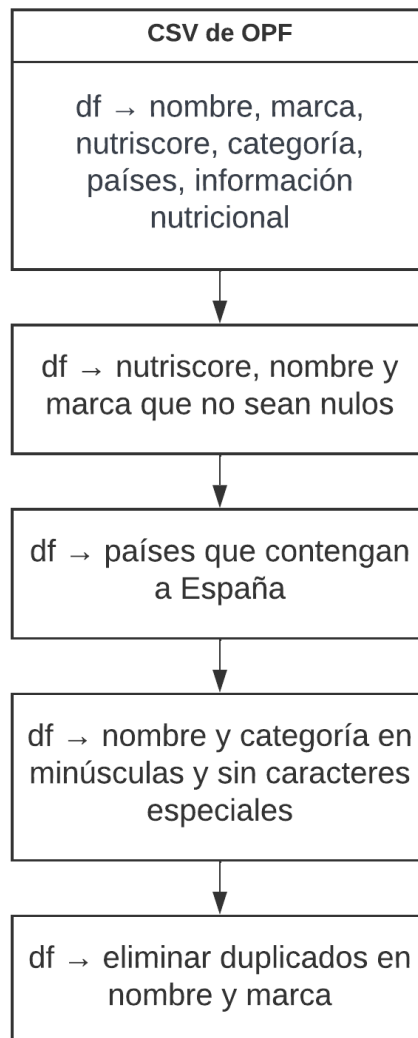 CSV de OPF
df → nombre, marca,
nutriscore, categoría,
países, información
nutricional
df → nutriscore, nombre y
marca que no sean nulos
df → países que contengan
a España
df → nombre y categoría en
minúsculas y sin caracteres
especiales
df → eliminar duplicados en
nombre y marca